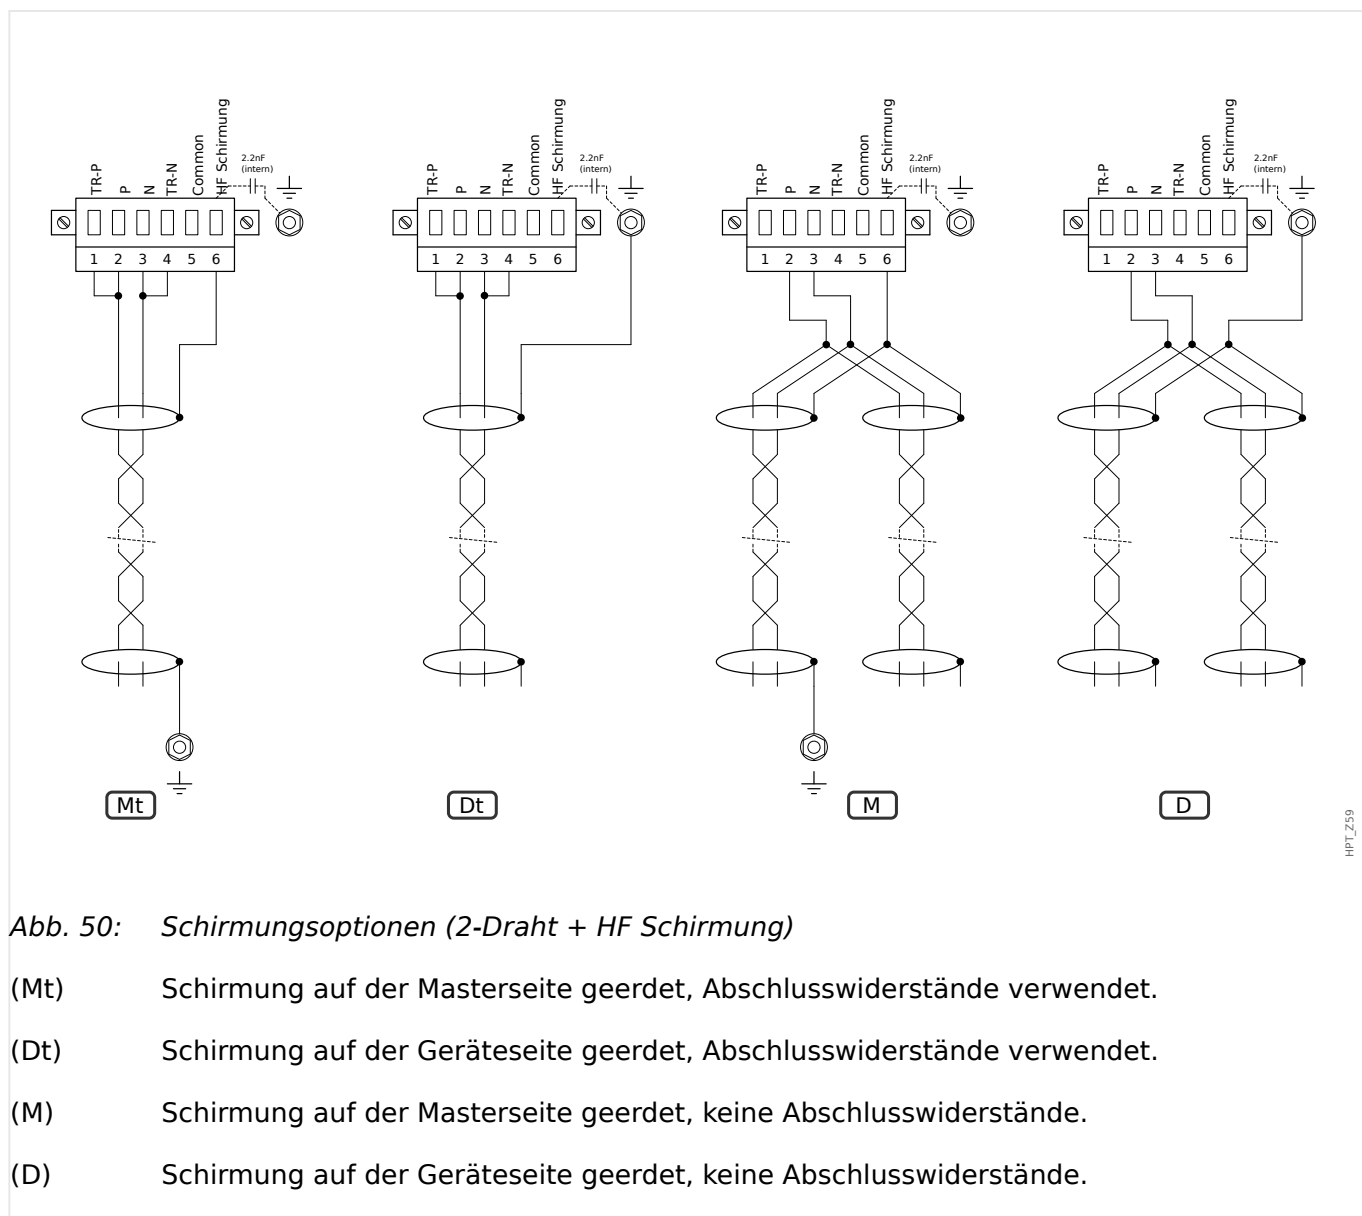 TR-P P N TR-N Common HF Schirmung 2.2nF (intern)
1 2 3 4 5 6
TR-P P N TR-N Common HF Schirmung 2.2nF (intern)
1 2 3 4 5 6
TR-P P N TR-N Common HF Schirmung 2.2nF (intern)
1 2 3 4 5 6
TR-P P N TR-N Common HF Schirmung 2.2nF (intern)
1 2 3 4 5 6
Mt Dt M D
HPT_Z59
Abb. 50: Schirmungsoptionen (2-Draht + HF Schirmung)
(Mt) Schirmung auf der Masterseite geerdet, Abschlusswiderstände verwendet.
(Dt) Schirmung auf der Geräteseite geerdet, Abschlusswiderstände verwendet.
(M) Schirmung auf der Masterseite geerdet, keine Abschlusswiderstände.
(D) Schirmung auf der Geräteseite geerdet, keine Abschlusswiderstände.